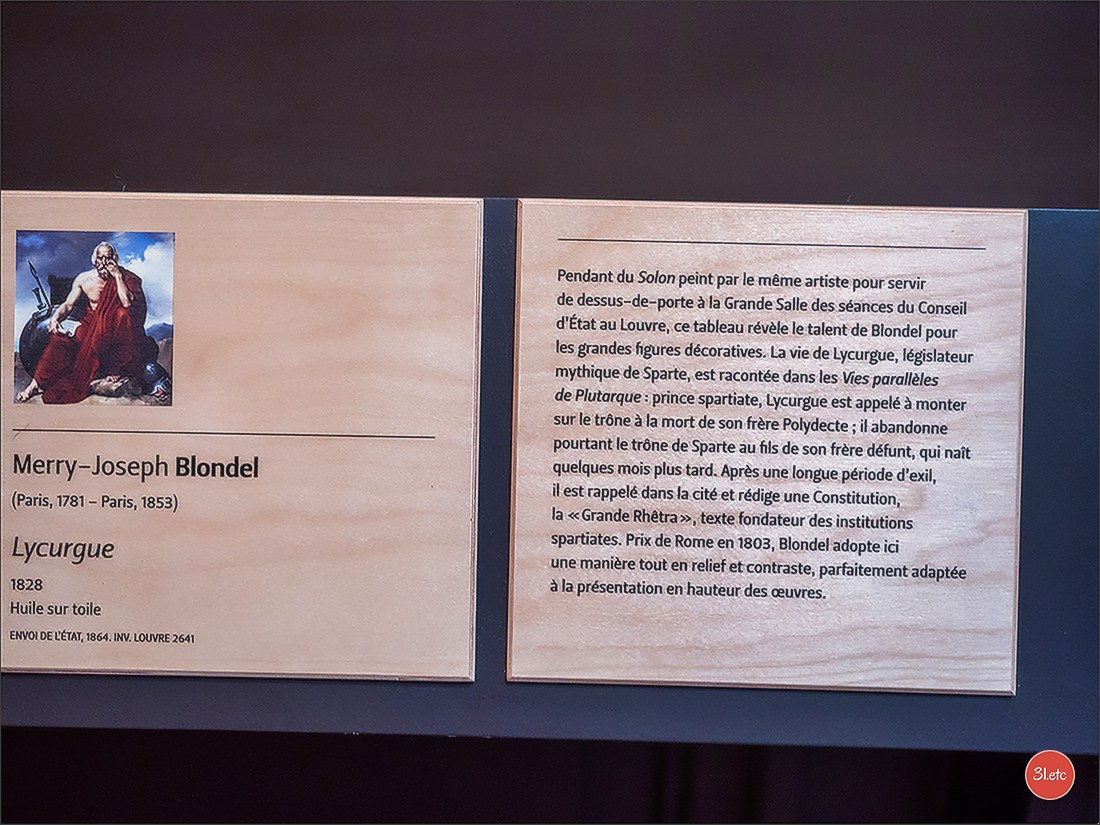 Merry-Joseph Blondel
(Paris, 1781 – Paris, 1853)
Lycurgue
1828
Huile sur toile
ENVOI DE L'ÉTAT, 1864. INV. LOUVRE 2641
Pendant du Solon peint par le même artiste pour servir
de dessus-de-porte à la Grande Salle des séances du Conseil
d'État au Louvre, ce tableau révèle le talent de Blondel pour
les grandes figures décoratives. La vie de Lycurgue, législateur
mythique de Sparte, est racontée dans les Vies parallèles
de Plutarque : prince spartiate, Lycurgue est appelé à monter
sur le trône à la mort de son frère Polydecte ; il abandonne
pourtant le trône de Sparte au fils de son frère défunt, qui naît
quelques mois plus tard. Après une longue période d'exil,
il est rappelé dans la cité et rédige une Constitution,
la « Grande Rhêtra », texte fondateur des institutions
spartiates. Prix de Rome en 1803, Blondel adopte ici
une manière tout en relief et contraste, parfaitement adaptée
à la présentation en hauteur des œuvres.
31.etc